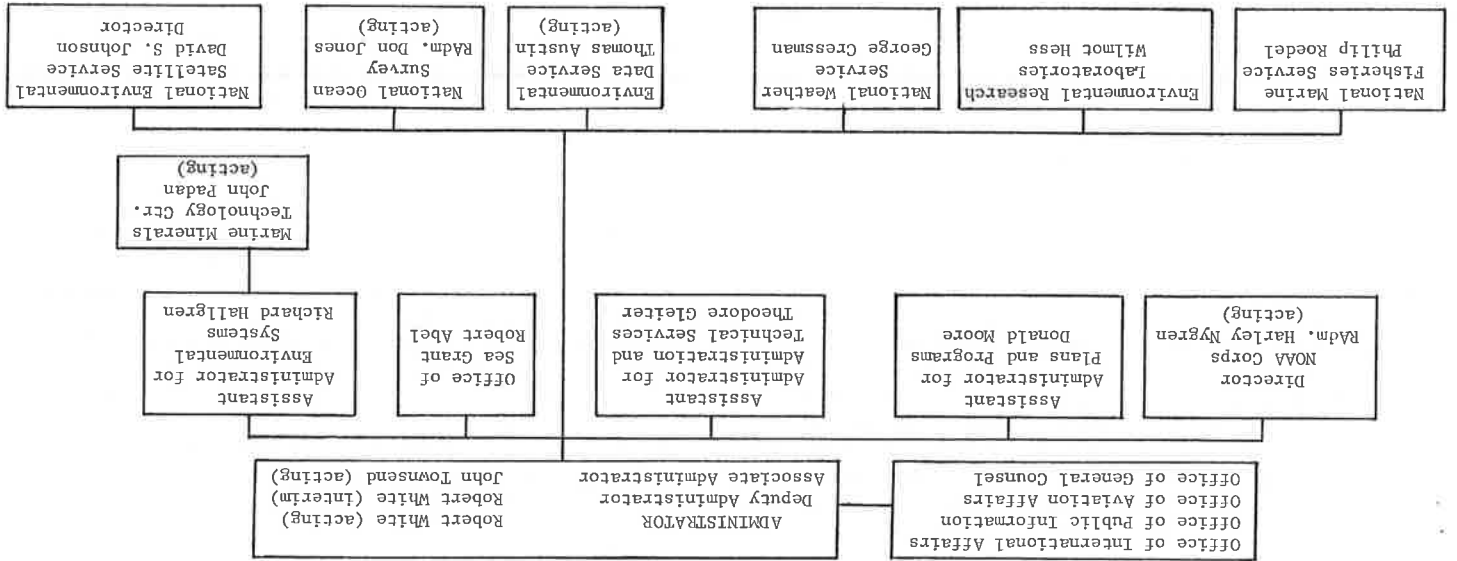 Office of International Affairs
Office of Public Information
Office of Aviation Affairs
Office of General Counsel
ADMINISTRATOR Robert White (acting)
Deputy Administrator Robert White (interim)
Associate Administrator John Townsend (acting)
Director
NOAA Corps
RAdm. Harley Nygren
(acting)
Assistant
Administrator for
Plans and Programs
Donald Moore
Assistant
Administrator for
Administration and
Technical Services
Theodore Gleiter
Office of
Sea Grant
Robert Abel
Assistant
Administrator for
Environmental
Systems
Richard Hallgren
Marine Minerals
Technology Ctr.
John Padan
(acting)
National Marine
Fisheries Service
Philip Roedel
Environmental Research
Laboratories
Wilmot Hess
National Weather
Service
George Cressman
Environmental
Data Service
Thomas Austin
(acting)
National Ocean
Survey
RAdm. Don Jones
(acting)
National Environmental
Satellite Service
David S. Johnson
Director